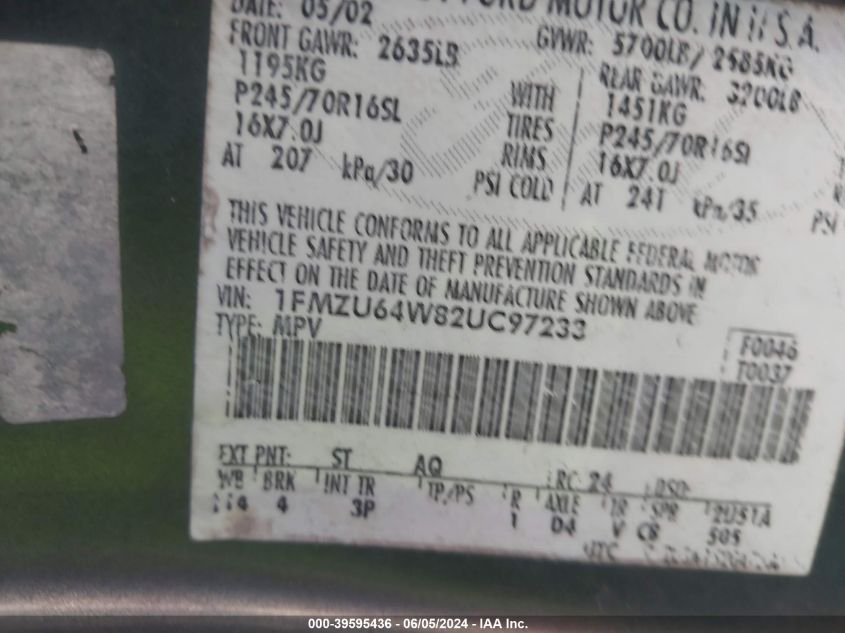 DATE: 05/02 FORD MOTOR CO. IN U.S.A.
FRONT GAWR: 2635LB GVWR: 5700LB/ 2585KG
1195KG WITH REAR GAWR: 3200LB
P245/70R16SL TIRES 1451KG
16X7.0J RIMS P245/70R16SL
AT 207 kPa/30 PSI COLD 16X7.0J
AT 241 kPa/35 PSI
THIS VEHICLE CONFORMS TO ALL APPLICABLE FEDERAL MOTOR
VEHICLE SAFETY AND THEFT PREVENTION STANDARDS IN
EFFECT ON THE DATE OF MANUFACTURE SHOWN ABOVE
VIN: 1FMZU64W82UC97233
TYPE: MPV
F0046
T0037
EXT PNT: ST AQ RC: 24 DSO:
WB BRK INT TR TP/PS R AXLE TR SPR 2U51A
114 4 3P 1 D4 V C8 505
UTC
000-39595436 - 06/05/2024 - IAA Inc.